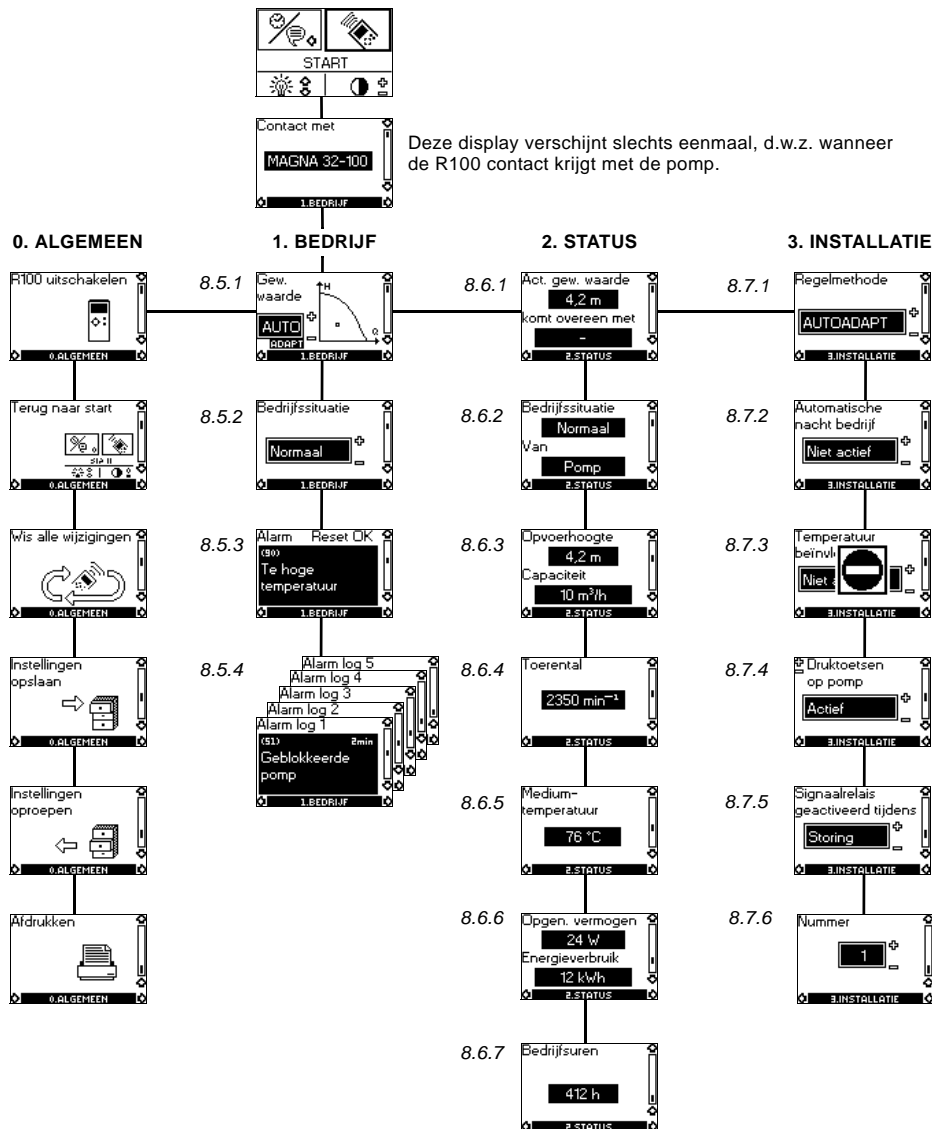 START
Contact met
MAGNA 32-100
1.BEDRIJF
Deze display verschijnt slechts eenmaal, d.w.z. wanneer
de R100 contact krijgt met de pomp.
0. ALGEMEEN
1. BEDRIJF
2. STATUS
3. INSTALLATIE
R100 uitschakelen
0.ALGEMEEN
8.5.1
Gew.
waarde
H
AUTO
ADAPT
Q
1.BEDRIJF
8.6.1
Act. gew. waarde
4,2 m
komt overeen met
-
2.STATUS
8.7.1
Regelmethode
AUTOADAPT
3.INSTALLATIE
Terug naar start
START
0.ALGEMEEN
8.5.2
Bedrijfssituatie
Normaal
1.BEDRIJF
8.6.2
Bedrijfssituatie
Normaal
Van
Pomp
2.STATUS
8.7.2
Automatische
nacht bedrijf
Niet actief
3.INSTALLATIE
Wis alle wijzigingen
0.ALGEMEEN
8.5.3
Alarm Reset OK
(90)
Te hoge
temperatuur
1.BEDRIJF
8.6.3
Opvoerhoogte
4,2 m
Capaciteit
10 m³/h
2.STATUS
8.7.3
Temperatuur
beïnvl
Niet
3.INSTALLATIE
Instellingen
opslaan
0.ALGEMEEN
8.5.4
Alarm log 5
Alarm log 4
Alarm log 3
Alarm log 2
Alarm log 1
(51) 2min
Geblokkeerde
pomp
1.BEDRIJF
8.6.4
Toerental
2350 min⁻¹
2.STATUS
8.7.4
Druktoetsen
op pomp
Actief
3.INSTALLATIE
Instellingen
oproepen
0.ALGEMEEN
8.6.5
Medium-
temperatuur
76 °C
2.STATUS
8.7.5
Signaalrelais
geactiveerd tijdens
Storing
3.INSTALLATIE
Afdrukken
0.ALGEMEEN
8.6.6
Opgen. vermogen
24 W
Energieverbruik
12 kWh
2.STATUS
8.7.6
Nummer
1
3.INSTALLATIE
8.6.7
Bedrijfsuren
412 h
2.STATUS